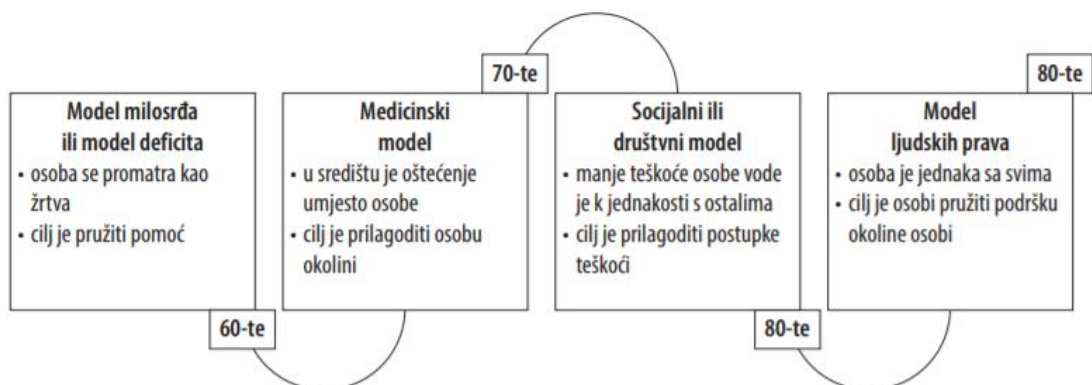 Model milosrđa
ili model deficita
• osoba se promatra kao
žrtva
• cilj je pružiti pomoć
60-te
Medicinski
model
• u središtu je oštećenje
umjesto osobe
• cilj je prilagoditi osobu
okolini
70-te
Socijalni ili
društvni model
• manje teškoće osobe vode
je k jednakosti s ostalima
• cilj je prilagoditi postupke
teškoći
80-te
Model
ljudskih prava
• osoba je jednaka sa svima
• cilj je osobi pružiti podršku
okoline osobi
80-te